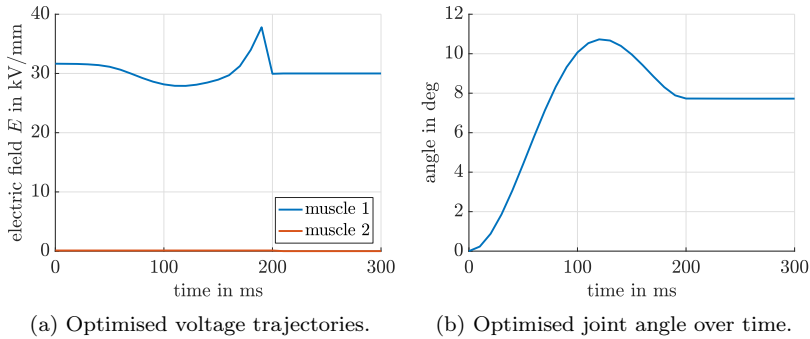 40
30
20
10
0
0
100
200
300
electric field E in kV/mm
time in ms
muscle 1
muscle 2
(a) Optimised voltage trajectories.
12
10
8
6
4
2
0
0
100
200
300
angle in deg
time in ms
(b) Optimised joint angle over time.